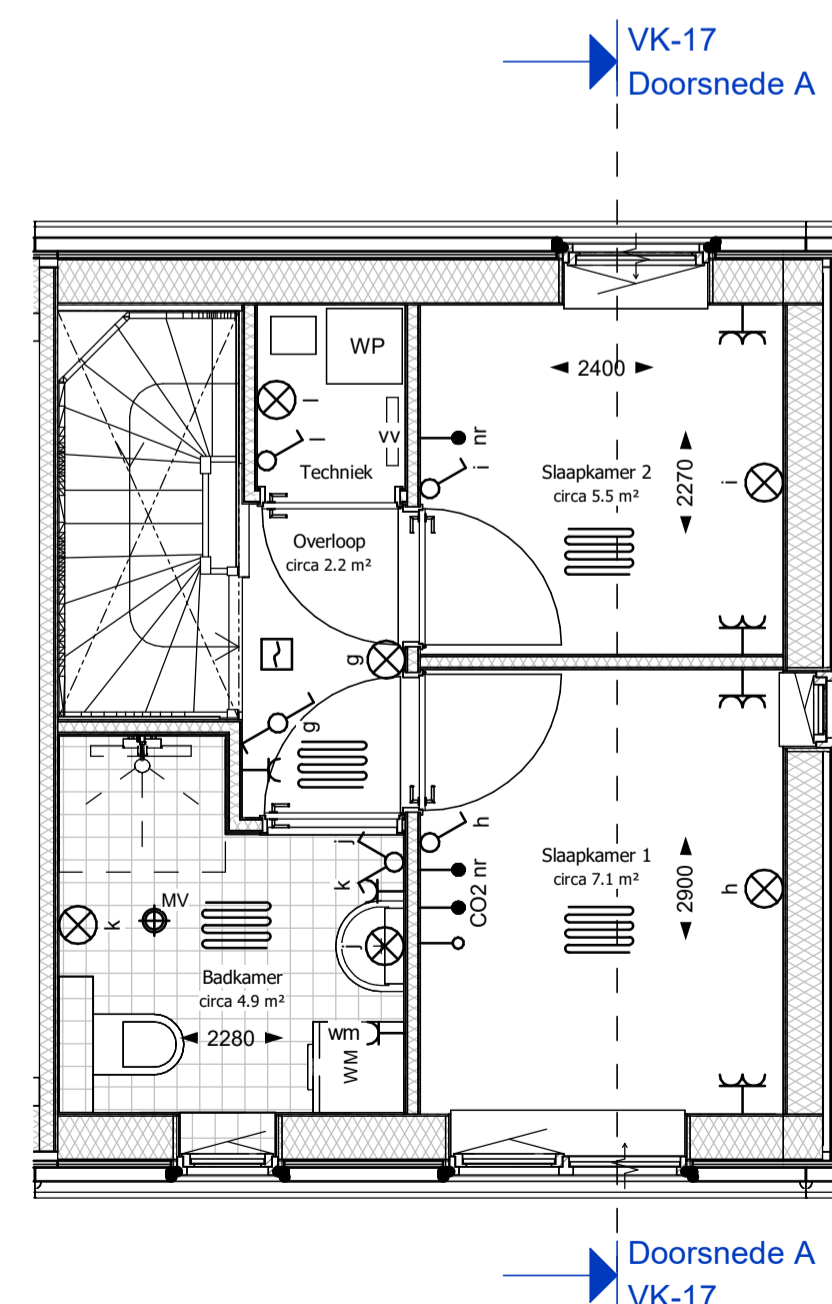 VK-17
Doorsnede A
WP
2400
l
l
vv
nr
i
Techniek
Slaapkamer 2
circa 5.5 m²
2270
i
Overloop
circa 2.2 m²
g
g
h
j
k
CO2 nr
Slaapkamer 1
circa 7.1 m²
2900
h
MV
k
j
Badkamer
circa 4.9 m²
2280
wm
WM
Doorsnede A
VK-17